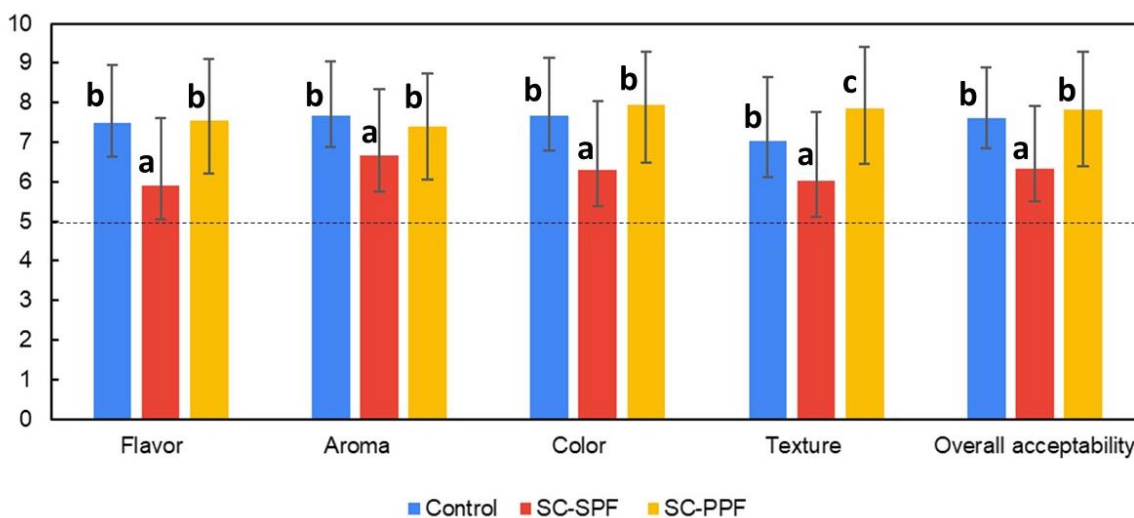 10
9
8
7
6
5
4
3
2
1
0
b a b
b a b
b a b
b a c
b a b
Flavor Aroma Color Texture Overall acceptability
Control SC-SPF SC-PPF